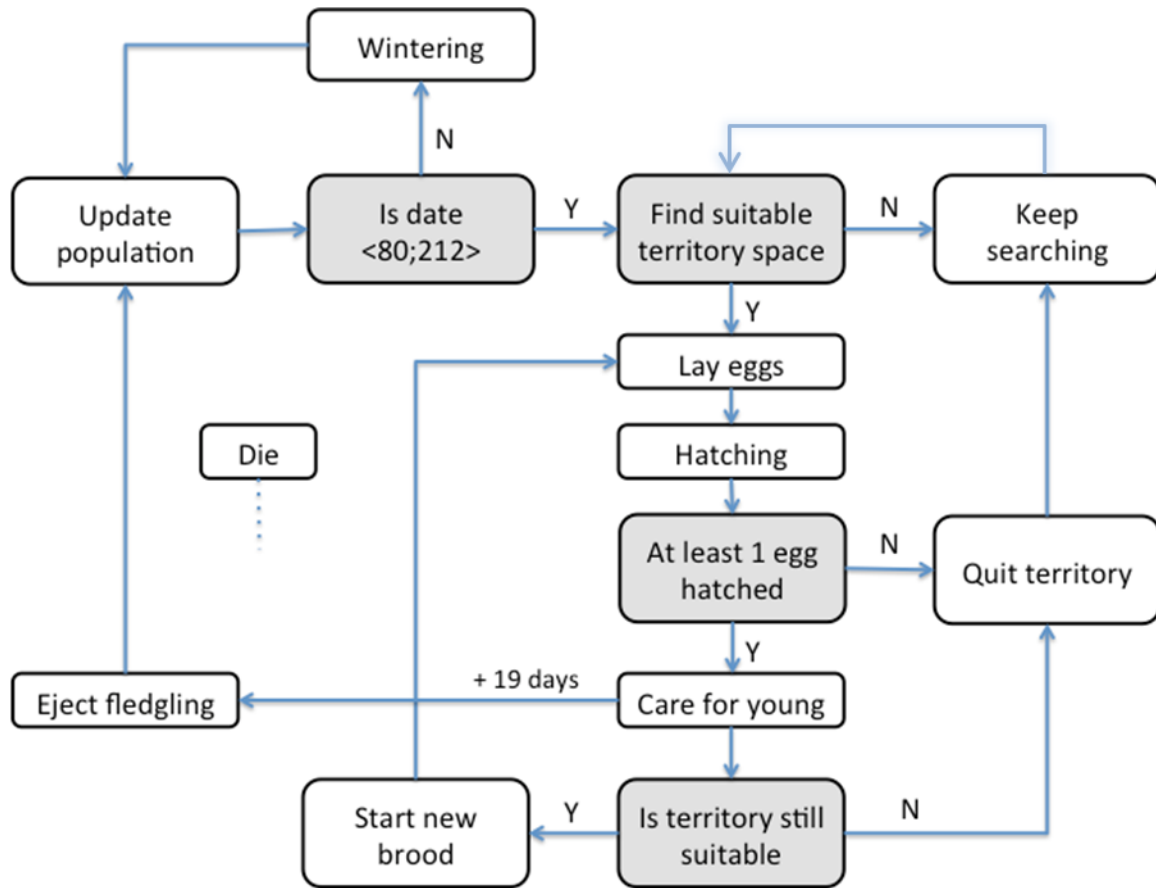 Wintering
N
Update
population
Is date
<80;212>
Y
Find suitable
territory space
N
Keep
searching
Y
Lay eggs
Die
Hatching
At least 1 egg
hatched
N
Quit territory
Y
Eject fledgling
+ 19 days
Care for young
Start new
brood
Y
Is territory still
suitable
N